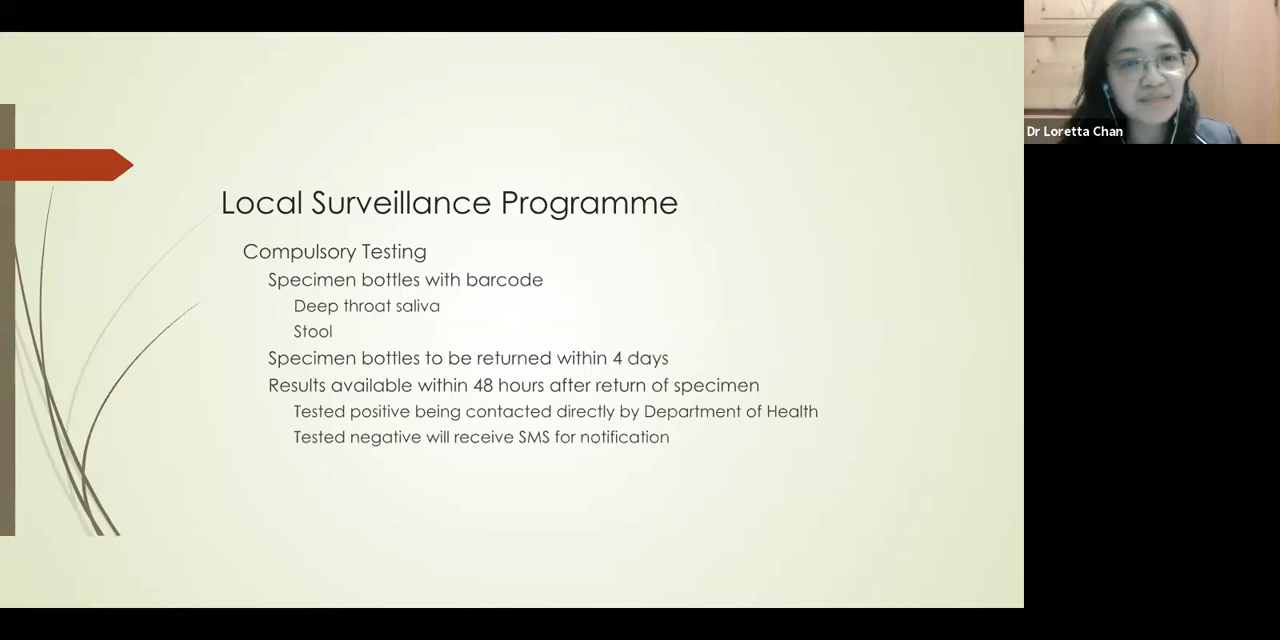 Local Surveillance Programme
Compulsory Testing
Specimen bottles with barcode
Deep throat saliva
Stool
Specimen bottles to be returned within 4 days
Results available within 48 hours after return of specimen
Tested positive being contacted directly by Department of Health
Tested negative will receive SMS for notification
Dr Loretta Chan